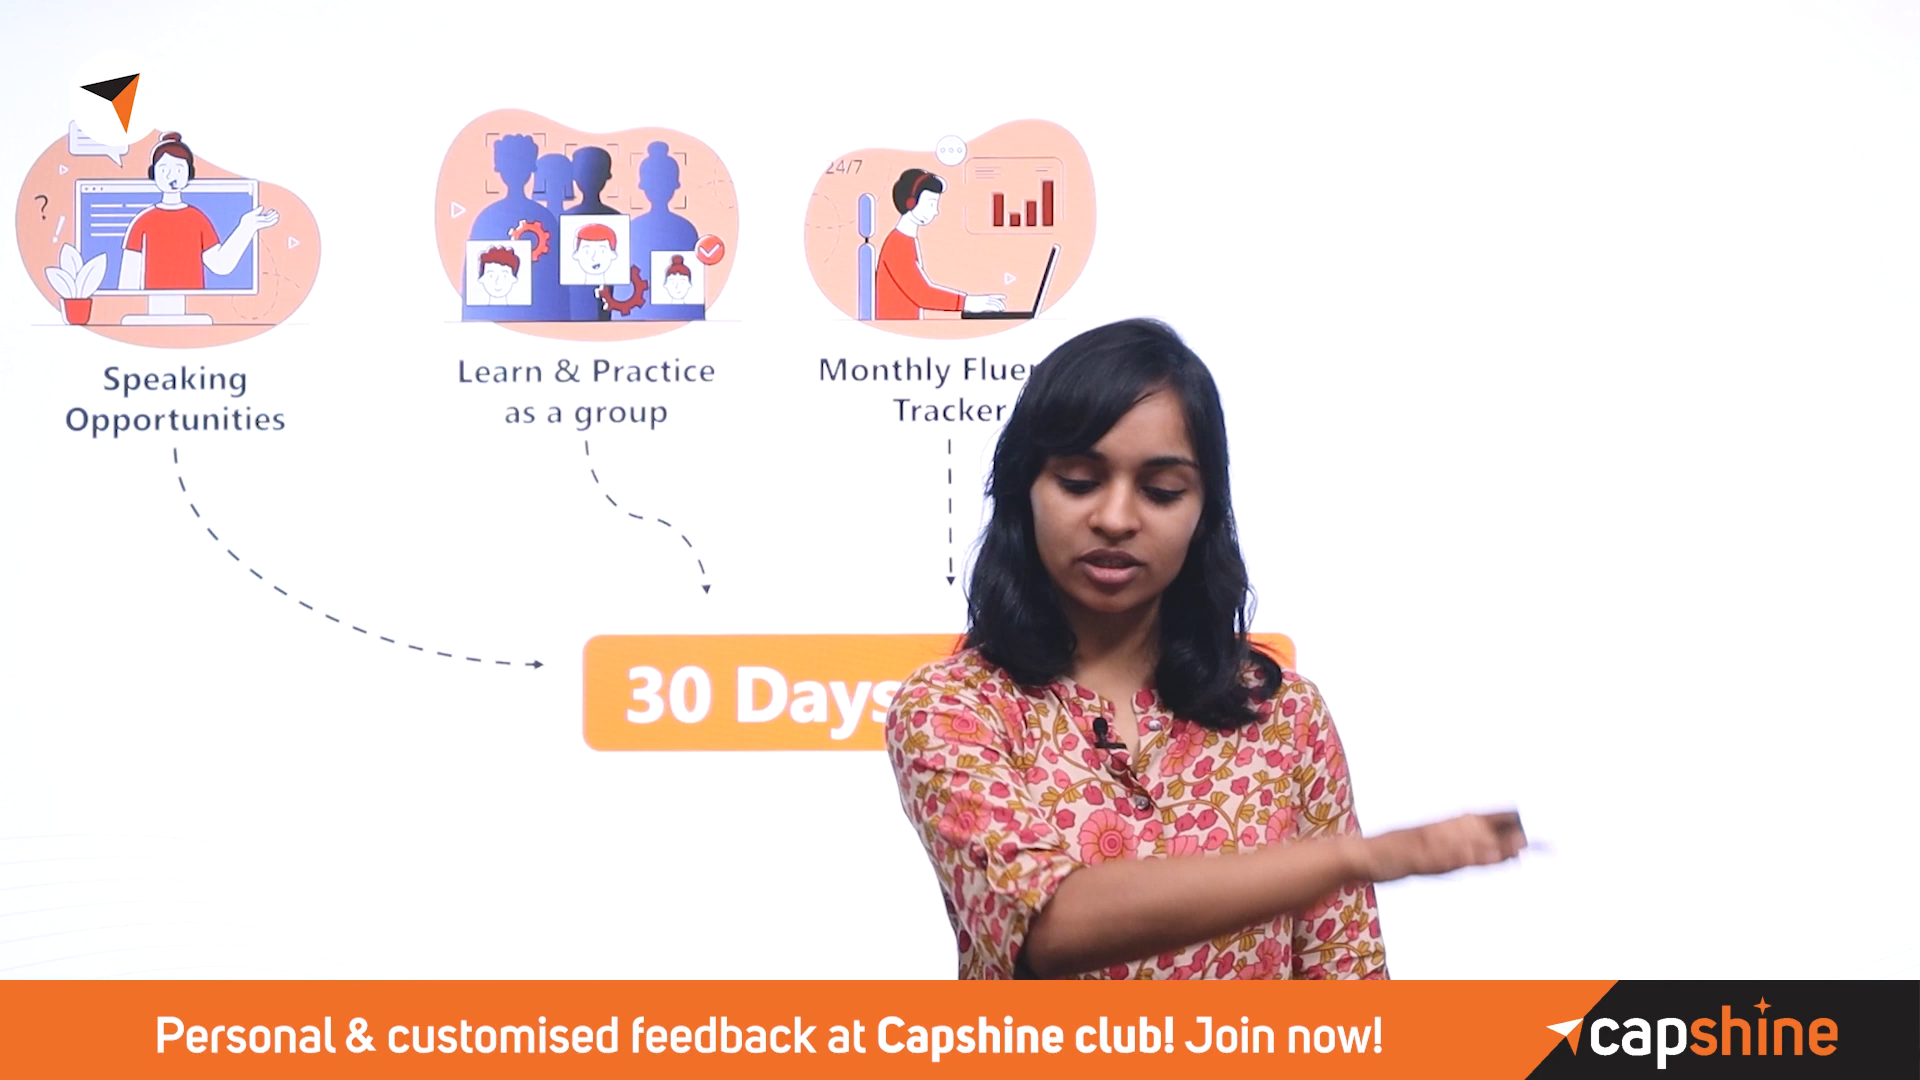 24/7
Speaking
Opportunities
Learn & Practice
as a group
Monthly
Tracker
30 Days
Personal & customised feedback at Capshine club! Join now!
capshine